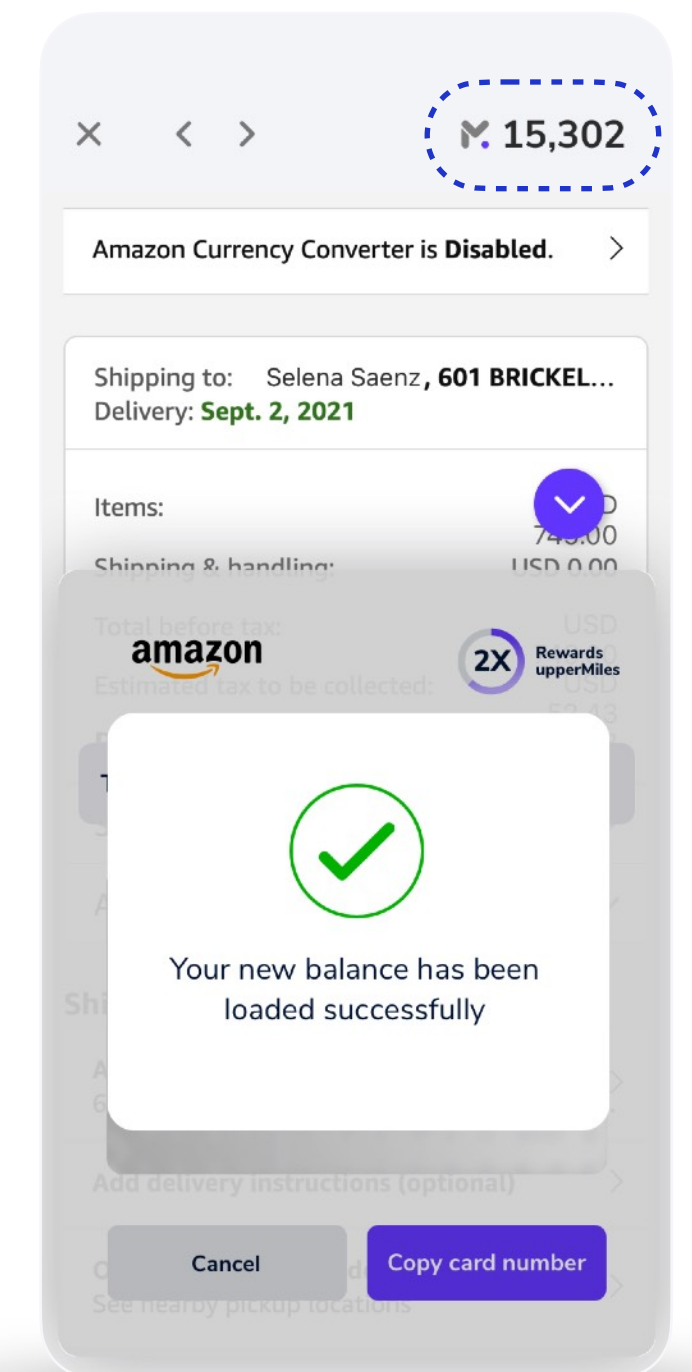 15,302
Amazon Currency Converter is Disabled.
Shipping to: Selena Saenz, 601 BRICKEL...
Delivery: Sept. 2, 2021
Items:
Shipping & handling: USD 0.00
Total before tax: USD
amazon
2X Rewards
upperMiles
Estimated tax to be collected: USD
Your new balance has been
loaded successfully
Add delivery instructions (optional)
Cancel
Copy card number
See nearby pickup locations